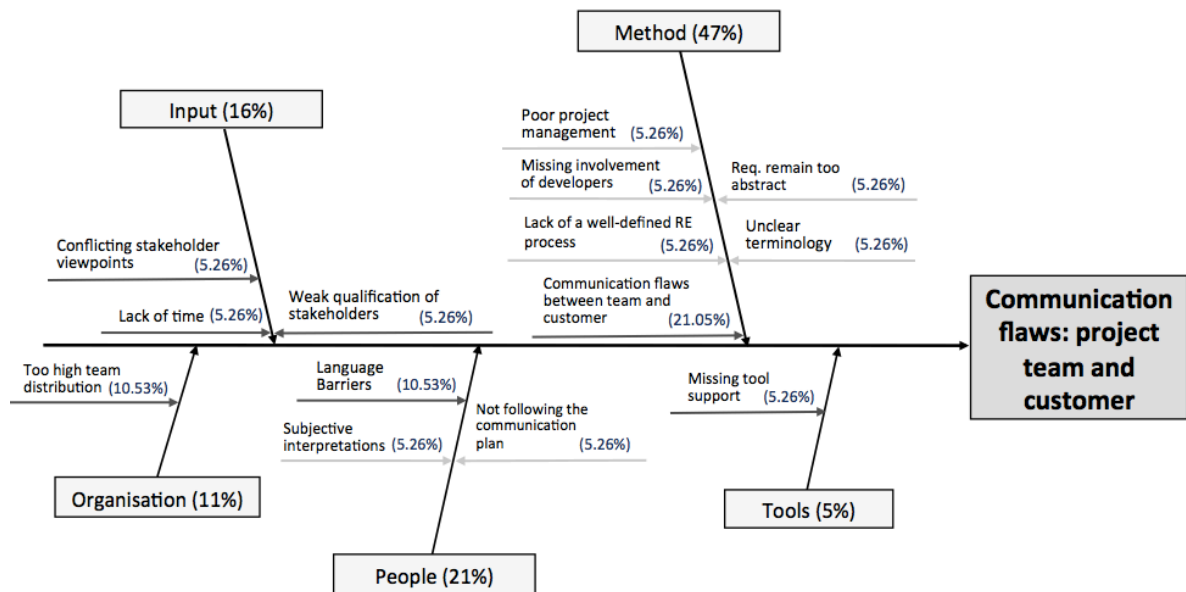 Method (47%)
Input (16%)
Poor project
management (5.26%)
Missing involvement
of developers (5.26%)
Req. remain too
abstract (5.26%)
Lack of a well-defined RE
process (5.26%)
Unclear
terminology (5.26%)
Conflicting stakeholder
viewpoints (5.26%)
Communication flaws
between team and
customer (21.05%)
Lack of time (5.26%)
Weak qualification of
stakeholders (5.26%)
Communication
flaws: project
team and
customer
Too high team
distribution (10.53%)
Language
Barriers (10.53%)
Missing tool
support (5.26%)
Subjective
interpretations (5.26%)
Not following the
communication
plan (5.26%)
Organisation (11%)
Tools (5%)
People (21%)